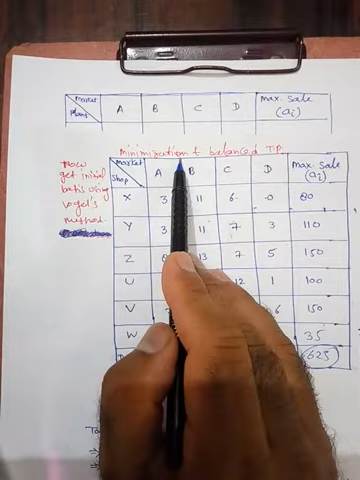 Market A B C D Max. Sale
Plans (ai)
Minimization & balanced T.P.
Now
get initial
basis using
vogel's
method.
Market A B C D Max. Sale
Shop (ai)
X 3 11 6 0 80
Y 3 11 7 3 110
Z 13 7 5 150
U 12 1 100
V 6 150
W 35
625